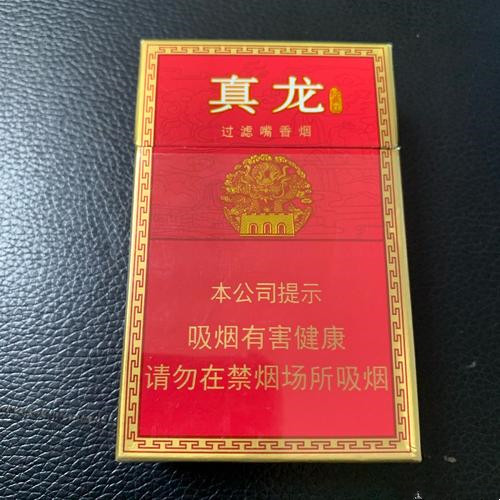 真龙
过滤嘴香烟
本公司提示
吸烟有害健康
请勿在禁烟场所吸烟